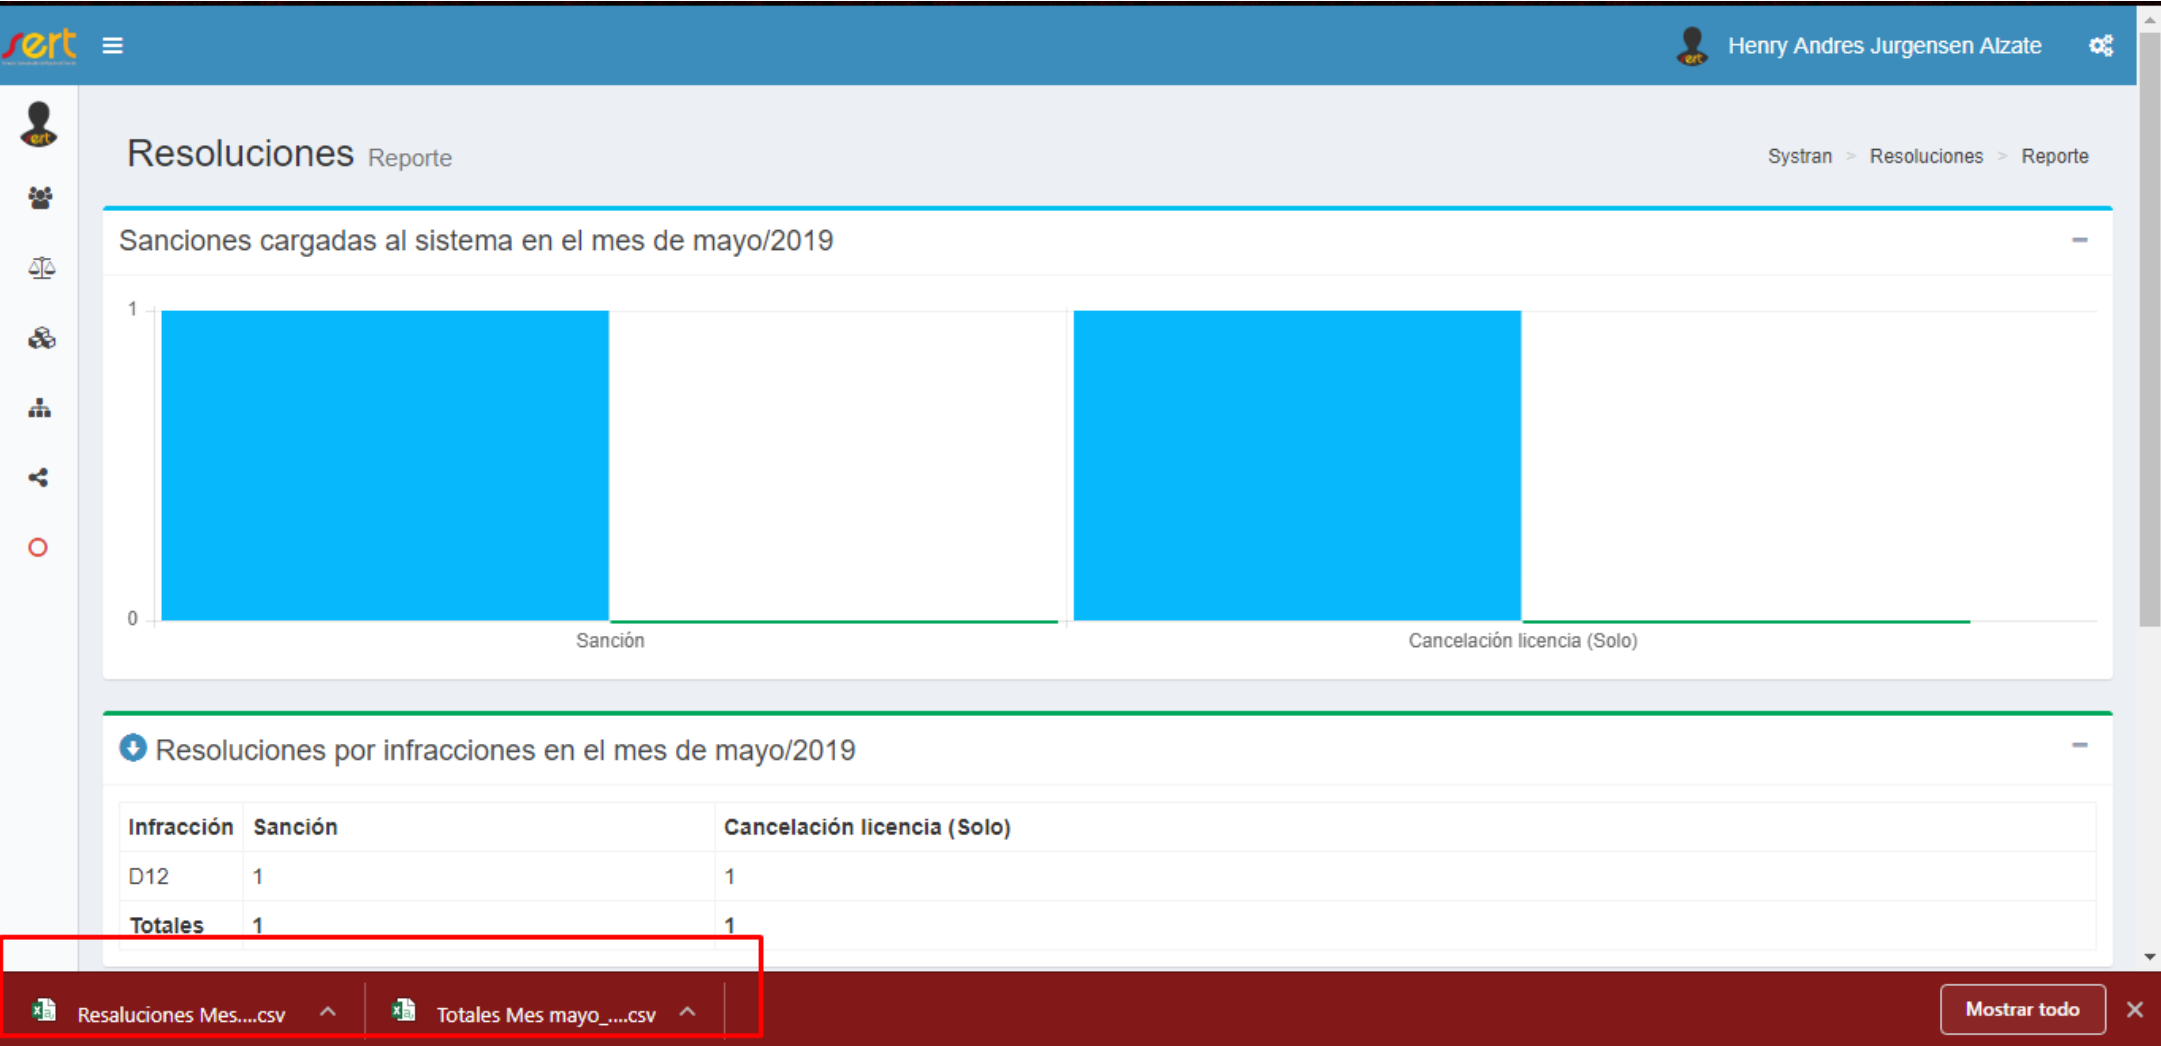 sert
Henry Andres Jurgensen Alzate
Resoluciones Reporte
Systran > Resoluciones > Reporte
Sanciones cargadas al sistema en el mes de mayo/2019
1
0
Sanción
Cancelación licencia (Solo)
Resoluciones por infracciones en el mes de mayo/2019
Infracción Sanción Cancelación licencia (Solo)
D12 1 1
Totales 1 1
Resaluciones Mes....csv
Totales Mes mayo_....csv
Mostrar todo